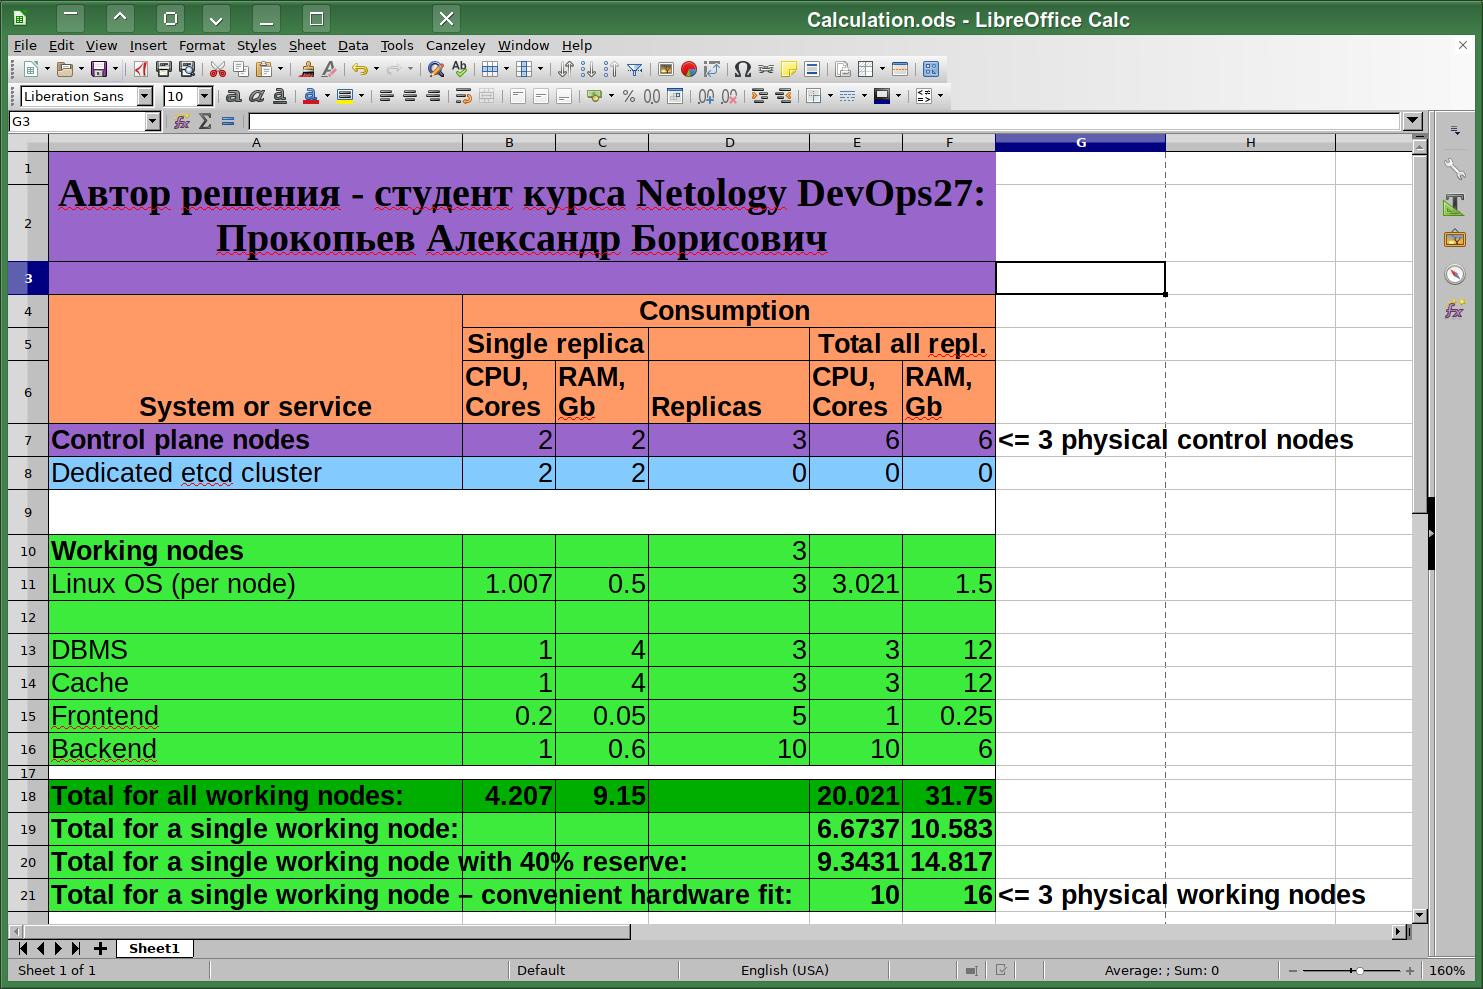 Calculation.ods - LibreOffice Calc
File Edit View Insert Format Styles Sheet Data Tools Canzeley Window Help
Liberation Sans 10
G3
A B C D E F G H
1 Автор решения - студент курса Netology DevOps27:
2 Прокопьев Александр Борисович
3
4 Consumption
5 Single replica Total all repl.
6 System or service CPU, Cores RAM, Gb Replicas CPU, Cores RAM, Gb
7 Control plane nodes 2 2 3 6 6 <= 3 physical control nodes
8 Dedicated etcd cluster 2 2 0 0 0
9
10 Working nodes 3
11 Linux OS (per node) 1.007 0.5 3 3.021 1.5
12
13 DBMS 1 4 3 3 12
14 Cache 1 4 3 3 12
15 Frontend 0.2 0.05 5 1 0.25
16 Backend 1 0.6 10 10 6
17
18 Total for all working nodes: 4.207 9.15 20.021 31.75
19 Total for a single working node: 6.6737 10.583
20 Total for a single working node with 40% reserve: 9.3431 14.817
21 Total for a single working node – convenient hardware fit: 10 16 <= 3 physical working nodes
Sheet1
Sheet 1 of 1 Default English (USA) Average: ; Sum: 0 160%